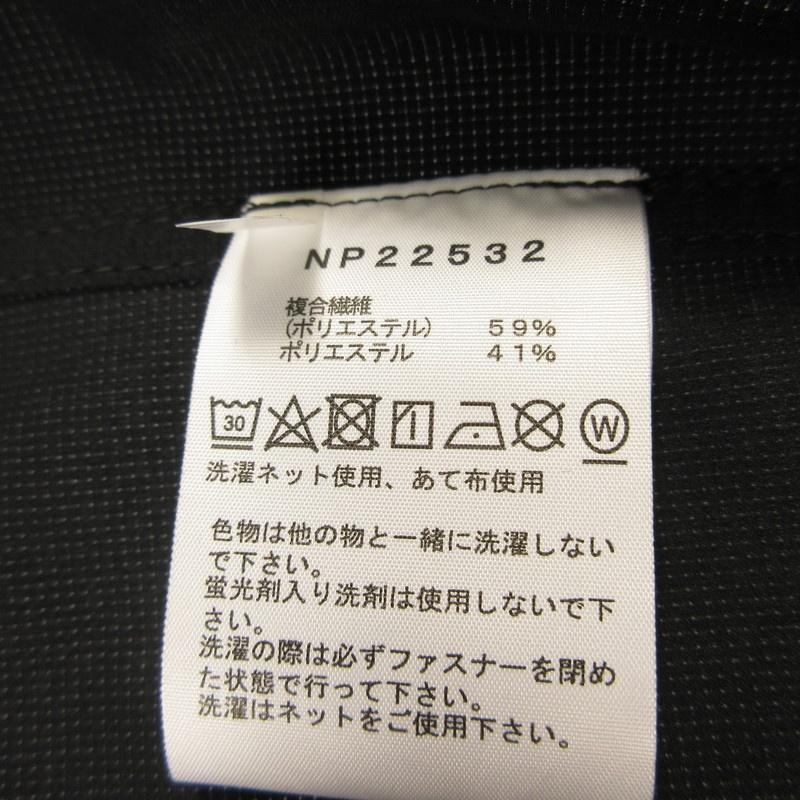 NP22532
複合繊維
(ポリエステル) 59%
ポリエステル 41%
30 W
洗濯ネット使用、あて布使用
色物は他の物と一緒に洗濯しない
で下さい。
蛍光剤入り洗剤は使用しないで下
さい。
洗濯の際は必ずファスナーを閉め
た状態で行って下さい。
洗濯はネットをご使用下さい。